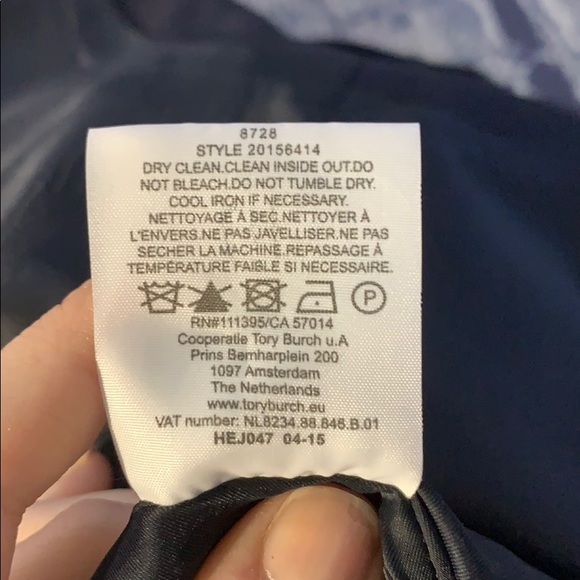 8728
STYLE 20156414
DRY CLEAN.CLEAN INSIDE OUT.DO
NOT BLEACH.DO NOT TUMBLE DRY.
COOL IRON IF NECESSARY.
NETTOYAGE À SEC.NETTOYER À
L'ENVERS.NE PAS JAVELLISER.NE PAS
SECHER LA MACHINE.REPASSAGE À
TEMPÉRATURE FAIBLE SI NECESSAIRE.
P
RN#111395/CA 57014
Cooperatie Tory Burch u.A
Prins Bernharplein 200
1097 Amsterdam
The Netherlands
www.toryburch.eu
VAT number: NL8234.88.846.B.01
HEJ047 04-15